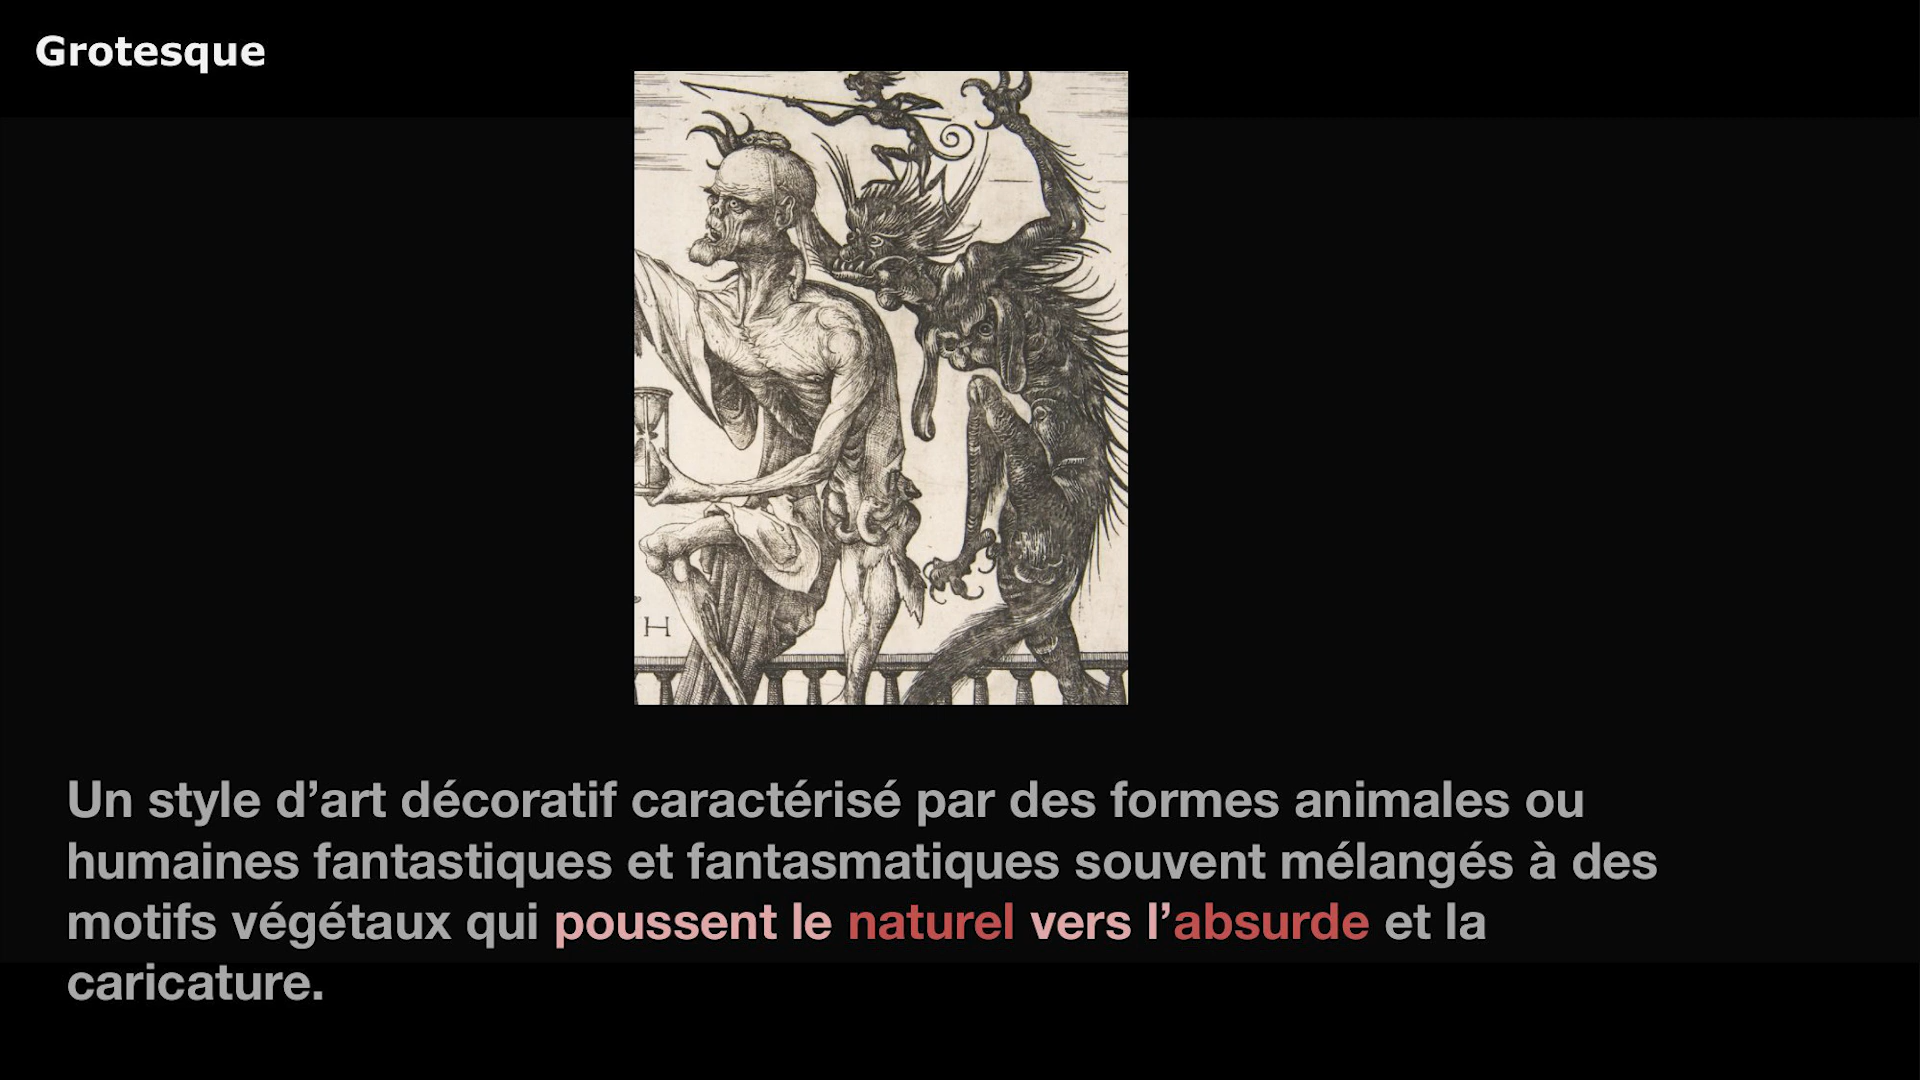 Grotesque
H
Un style d’art décoratif caractérisé par des formes animales ou
humaines fantastiques et fantasmatiques souvent mélangés à des
motifs végétaux qui poussent le naturel vers l’absurde et la
caricature.